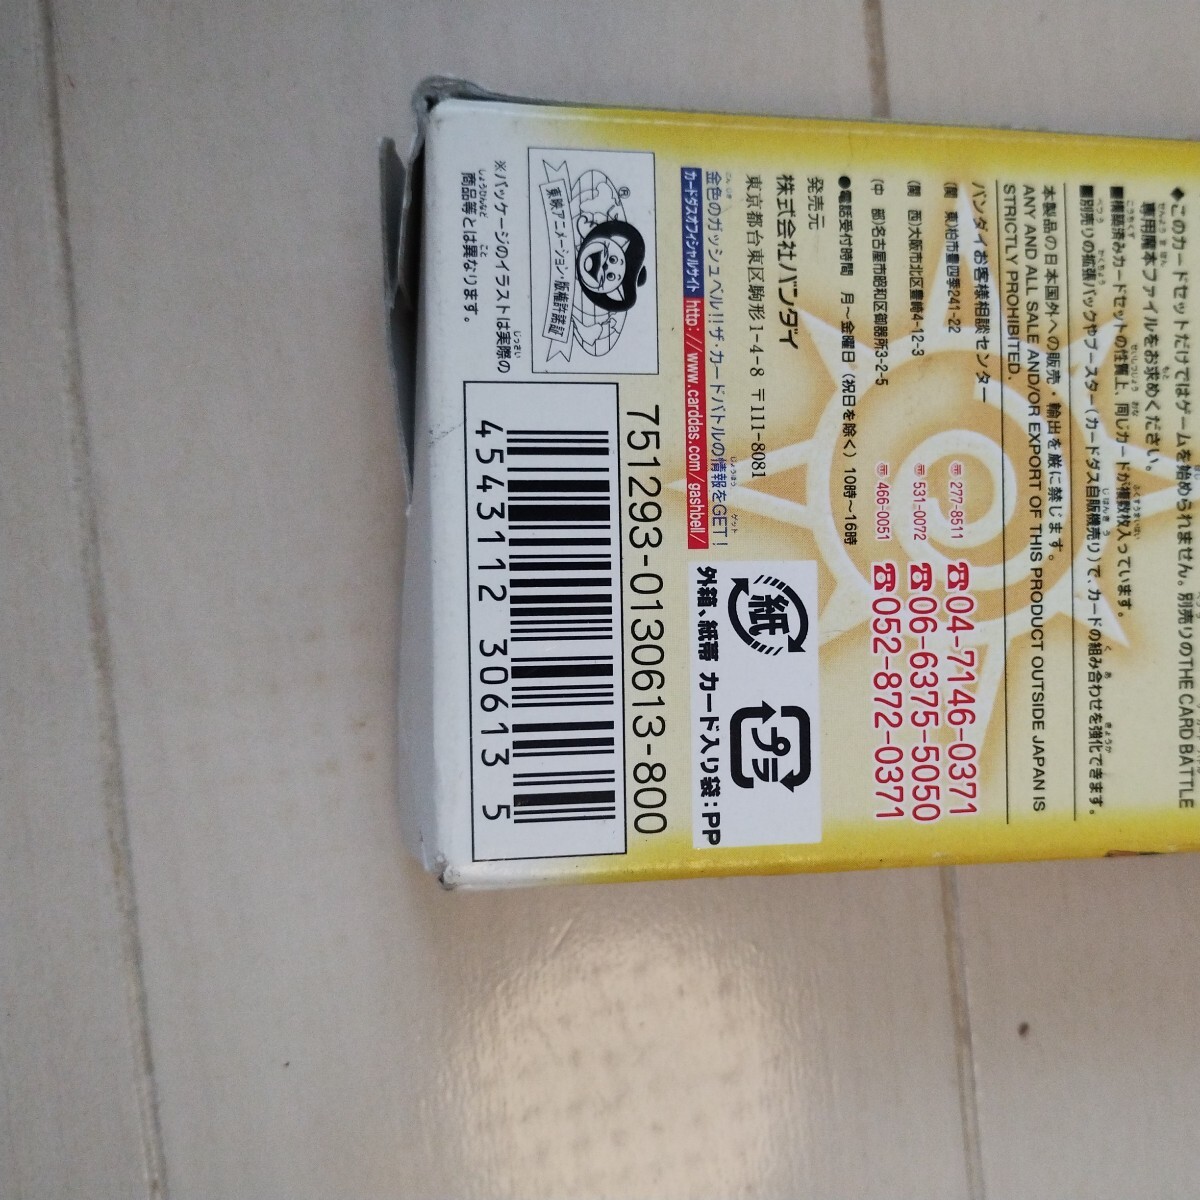 ◆このカードセットだけではゲームを始められません。別売りのTHE CARD BATTLE
専用魔本ファイルをお求めください。
■構築済みカードセットの性質上、同じカードが複数枚入っています。
■別売りの拡張パックやブースター(カードダス自販機売り)で、カードの組み合わせを強化できます。
本製品の日本国外への販売・輸出を厳に禁じます。
ANY AND ALL SALE AND/OR EXPORT OF THIS PRODUCT OUTSIDE JAPAN IS
STRICTLY PROHIBITED.
バンダイお客様相談センター
(関 東)柏市豊四季241-22 〒277-8511 ☎04-7146-0371
(関 西)大阪市北区豊崎4-12-3 〒531-0072 ☎06-6375-5050
(中 部)名古屋市昭和区御器所3-2-5 〒466-0051 ☎052-872-0371
●電話受付時間 月〜金曜日(祝日を除く)10時〜16時
発売元
株式会社バンダイ
東京都台東区駒形1-4-8 〒111-8081
金色のガッシュベル!!ザ・カードバトルの情報をGET!
カードダスオフィシャルサイト http://www.carddas.com/gashbell/
紙
プラ
外箱、紙帯 カード入り袋:PP
®
東映アニメーション・版権許諾証
※パッケージのイラストは実際の
商品等とは異なります。
751293-0130613-800
4543112 306135